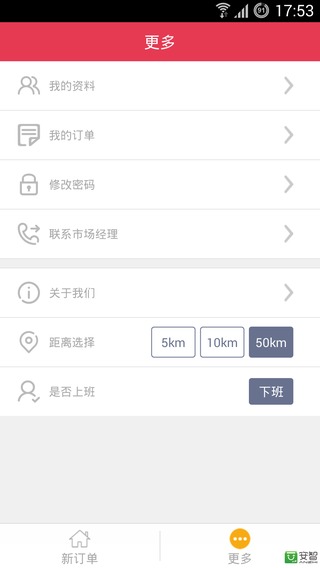 91 17:53
更多
我的资料
我的订单
修改密码
联系市场经理
关于我们
距离选择 5km 10km 50km
是否上班 下班
新订单 更多
安智